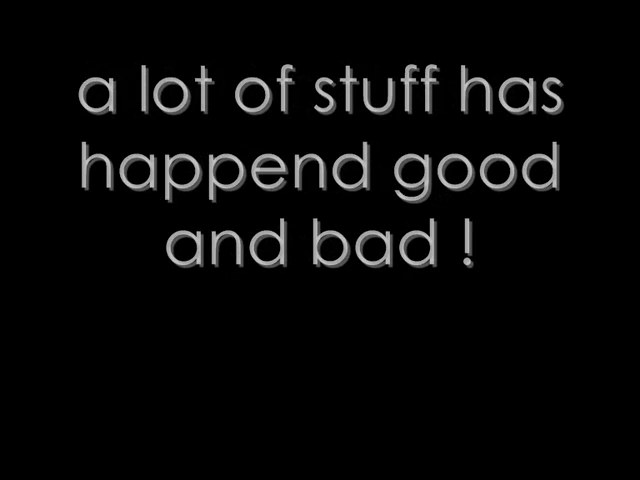 a lot of stuff has
happend good
and bad !